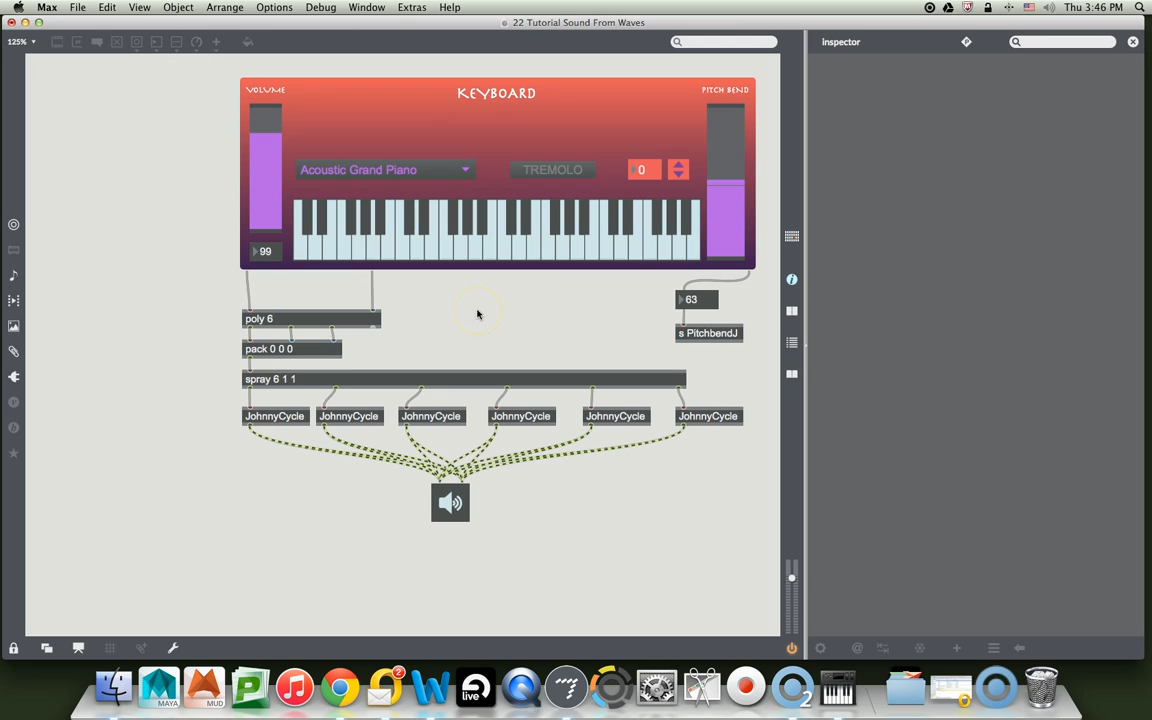 Max File Edit View Object Arrange Options Debug Window Extras Help Thu 3:46 PM
22 Tutorial Sound From Waves
125% inspector
VOLUME KEYBOARD PITCH BEND
Acoustic Grand Piano TREMOLO 0
99
63
poly 6
s PitchbendJ
pack 0 0 0
spray 6 1 1
JohnnyCycle JohnnyCycle JohnnyCycle JohnnyCycle JohnnyCycle JohnnyCycle
2
MAYA MUD live 2